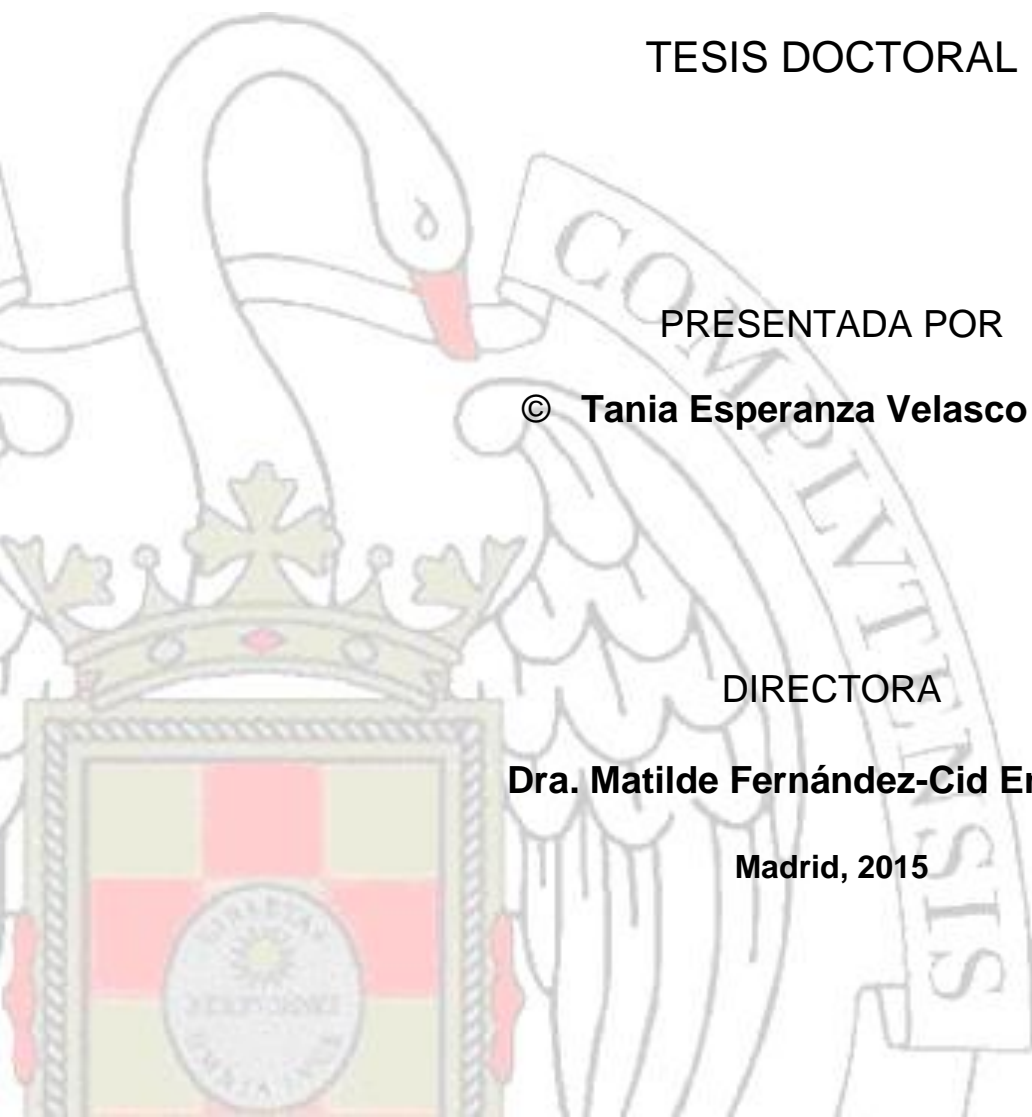 TESIS DOCTORAL
COMPLVTENSIS
PRESENTADA POR
© Tania Esperanza Velasco
DIRECTORA
Dra. Matilde Fernández-Cid
Madrid, 2015